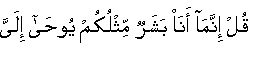 قُلْ إِنَّمَآ أَنَا۠ بَشَرٌۭ مِّثْلُكُمْ يُوحَىٰٓ إِلَىَّ